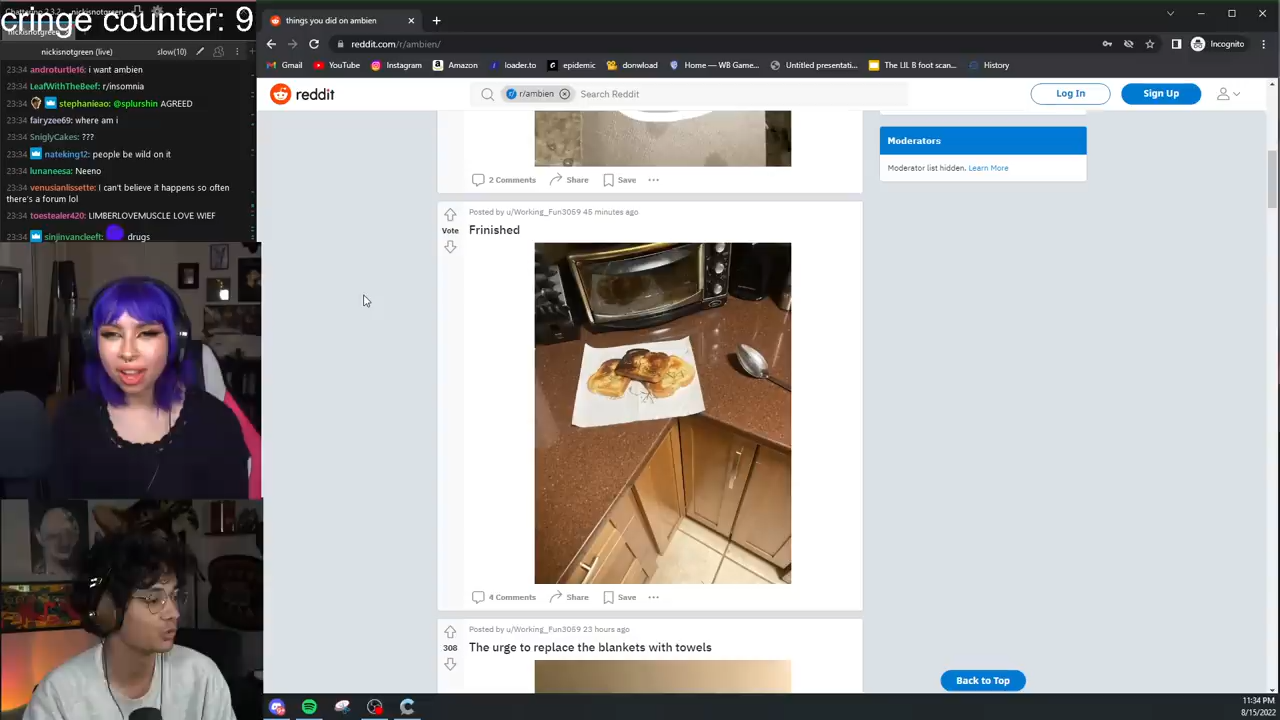 cringe counter: 9
nickisnotgreen
nickisnotgreen (live)
slow(10)
23:34 androturtle16: i want ambien
23:34 LeafWithTheBeef: r/insomnia
23:34 stephanieao: @splurshin AGREED
23:34 fairyzee69: where am i
23:34 SniglyCakes: ???
23:34 nateking12: people be wild on it
23:34 lunaneesa: Neeno
23:34 venusianlissette: I can't believe it happens so often
there's a forum lol
23:34 toestealer420: LIMBERLOVEMUSCLE LOVE WIEF
23:34 sinjinvancleeft: drugs
things you did on ambien
reddit.com/r/ambien/
Incognito
Gmail
YouTube
Instagram
Amazon
loader.to
epidemic
donwload
Home — WB Game...
Untitled presentati...
The LIL B foot scan...
History
reddit
r/ambien
Search Reddit
Log In
Sign Up
Moderators
Moderator list hidden. Learn More
2 Comments
Share
Save
Posted by u/Working_Fun3059 45 minutes ago
Vote
Frinished
4 Comments
Share
Save
Posted by u/Working_Fun3059 23 hours ago
308
The urge to replace the blankets with towels
Back to Top
11:34 PM
8/15/2022